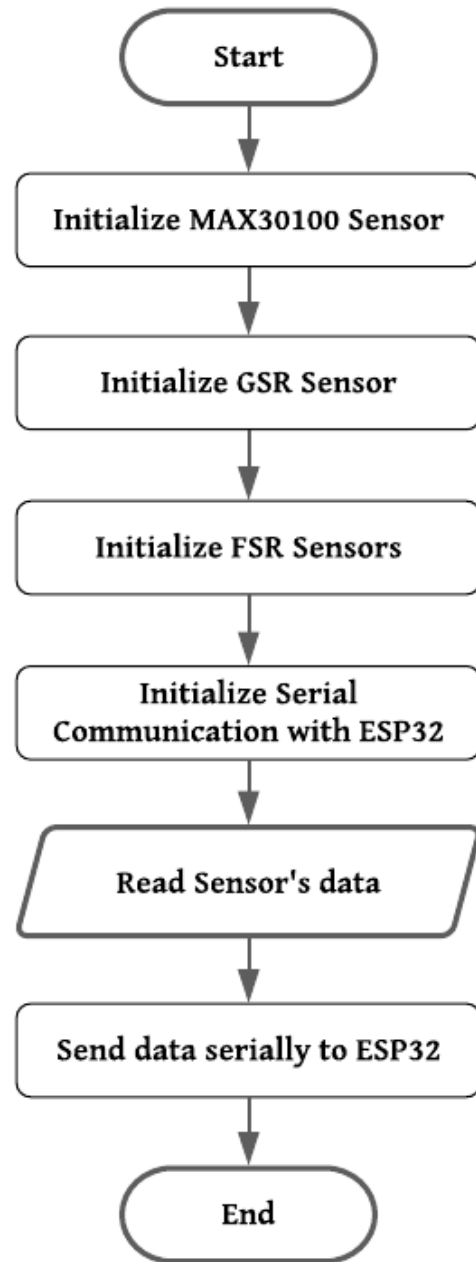 Start
Initialize MAX30100 Sensor
Initialize GSR Sensor
Initialize FSR Sensors
Initialize Serial
Communication with ESP32
Read Sensor's data
Send data serially to ESP32
End